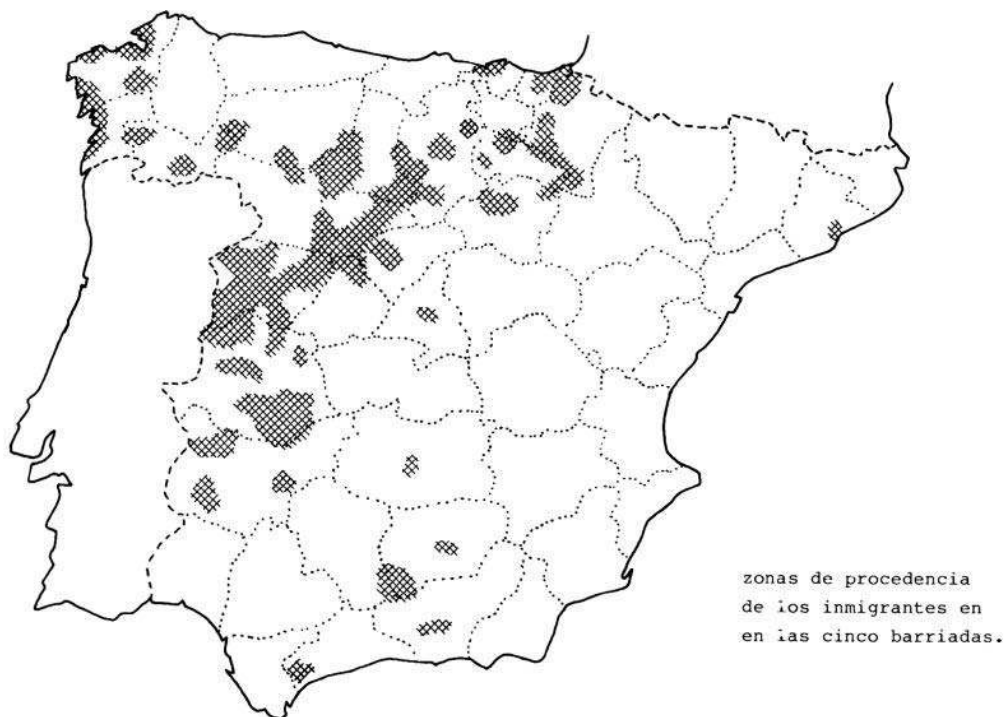 zonas de procedencia
de los inmigrantes en
en las cinco barriadas.